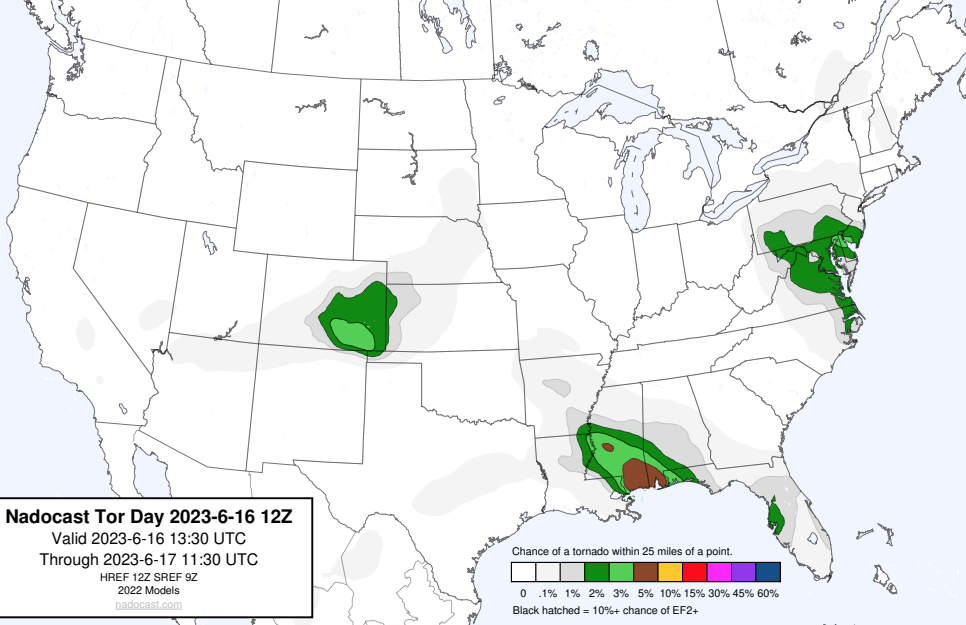 Nadocast Tor Day 2023-6-16 12Z
Valid 2023-6-16 13:30 UTC
Through 2023-6-17 11:30 UTC
HREF 12Z SREF 9Z
2022 Models
nadocast.com
Chance of a tornado within 25 miles of a point.
0 .1% 1% 2% 3% 5% 10% 15% 30% 45% 60%
Black hatched = 10%+ chance of EF2+